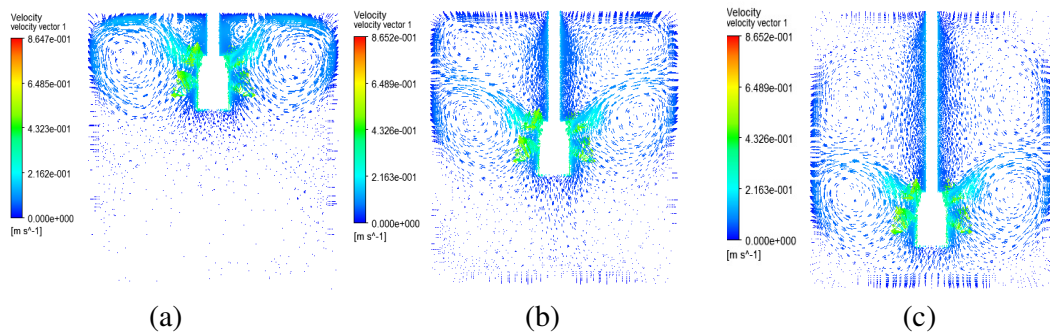 Velocity
velocity vector 1
8.647e-001
6.485e-001
4.323e-001
2.162e-001
0.000e+000
[m s^-1]
(a)
Velocity
velocity vector 1
8.652e-001
6.489e-001
4.326e-001
2.163e-001
0.000e+000
[m s^-1]
(b)
Velocity
velocity vector 1
8.652e-001
6.489e-001
4.326e-001
2.163e-001
0.000e+000
[m s^-1]
(c)